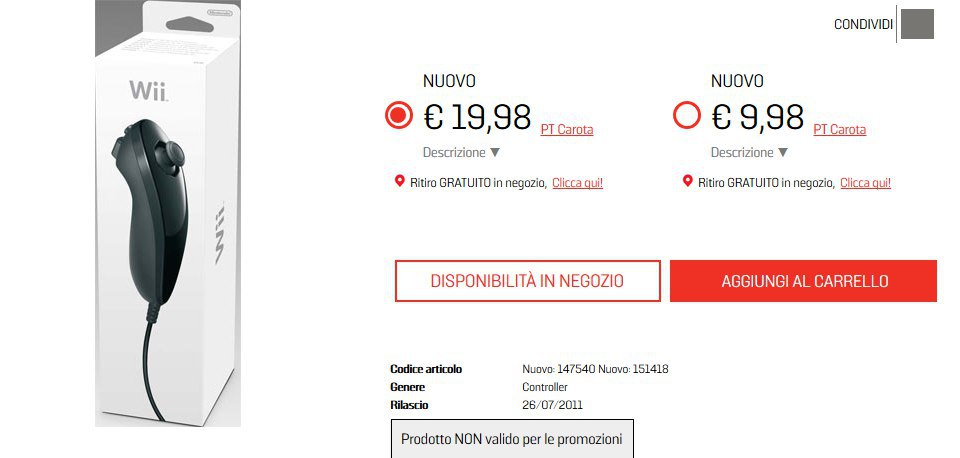 Nintendo
Wii
Wii
CONDIVIDI
NUOVO
€ 19,98 PT Carota
Descrizione ▼
Ritiro GRATUITO in negozio, Clicca qui!
NUOVO
€ 9,98 PT Carota
Descrizione ▼
Ritiro GRATUITO in negozio, Clicca qui!
DISPONIBILITÀ IN NEGOZIO
AGGIUNGI AL CARRELLO
Codice articolo Nuovo: 147540 Nuovo: 151418
Genere Controller
Rilascio 26/07/2011
Prodotto NON valido per le promozioni